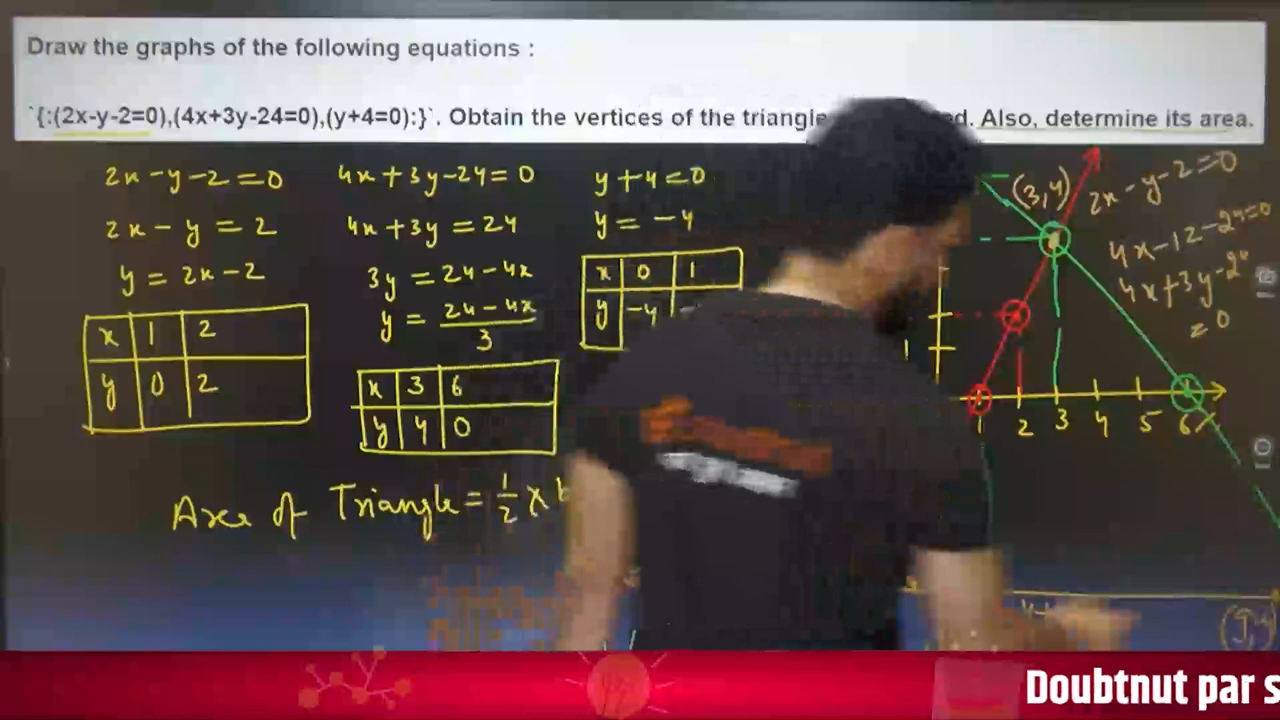 Draw the graphs of the following equations :
`{:(2x-y-2=0),(4x+3y-24=0),(y+4=0):}`. Obtain the vertices of the triangle d. Also, determine its area.
2x-y-2=0
2x-y=2
y=2x-2
x 1 2
y 0 2
4x+3y-24=0
4x+3y=24
3y=24-4x
y=24-4x
3
x 3 6
y 4 0
y+4=0
y=-4
x 0 1
y -4
Area of Triangle=1/2×
(3,4)
2x-y-2=0
4x-12-24=0
4x+3y-24
=0
1
1 2 3 4 5 6
Doubtnut par s